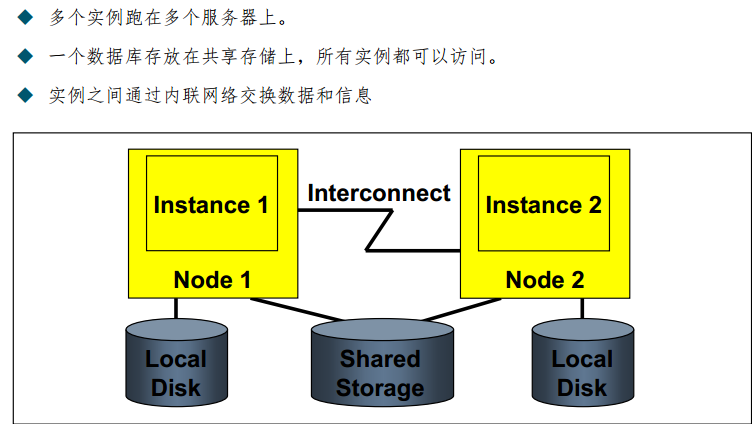 多个实例跑在多个服务器上。
一个数据库存放在共享存储上，所有实例都可以访问。
实例之间通过内联网络交换数据和信息
Interconnect
Instance 1
Instance 2
Node 1
Node 2
Local
Disk
Shared
Storage
Local
Disk